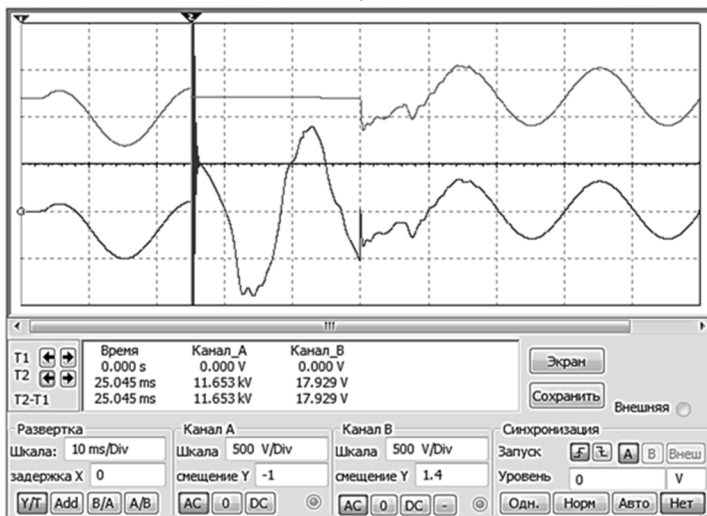 1 2
T1 Время Канал_A Канал_B
T2 0.000 s 0.000 V 0.000 V
25.045 ms 11.653 kV 17.929 V
T2-T1 25.045 ms 11.653 kV 17.929 V
Экран
Сохранить
Внешняя
Развертка
Шкала: 10 ms/Div
задержка X 0
Y/T Add B/A A/B
Канал A
Шкала 500 V/Div
смещение Y -1
AC 0 DC
Канал B
Шкала 500 V/Div
смещение Y 1.4
AC 0 DC -
Синхронизация
Запуск A B Внеш
Уровень 0 V
Одн. Норм Авто Нет